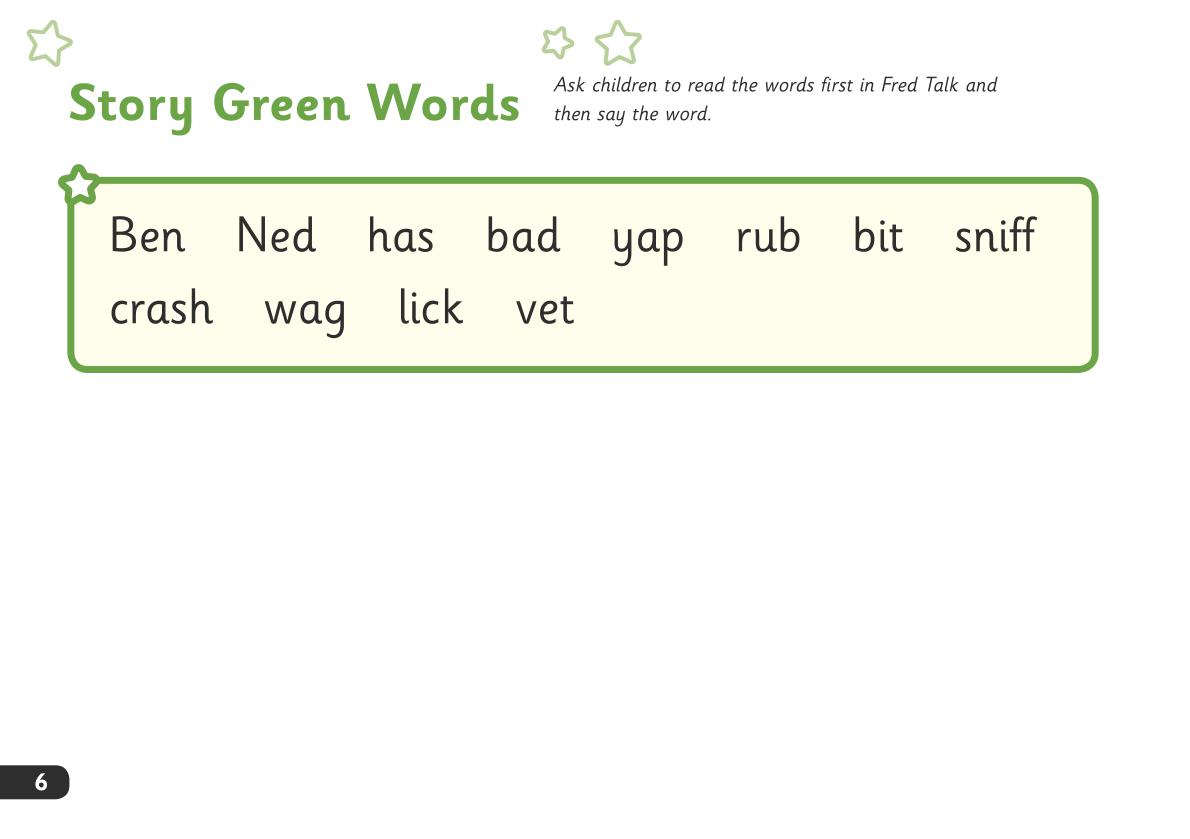 Story Green Words
Ask children to read the words first in Fred Talk and
then say the word.
Ben Ned has bad yap rub bit sniff
crash wag lick vet
6